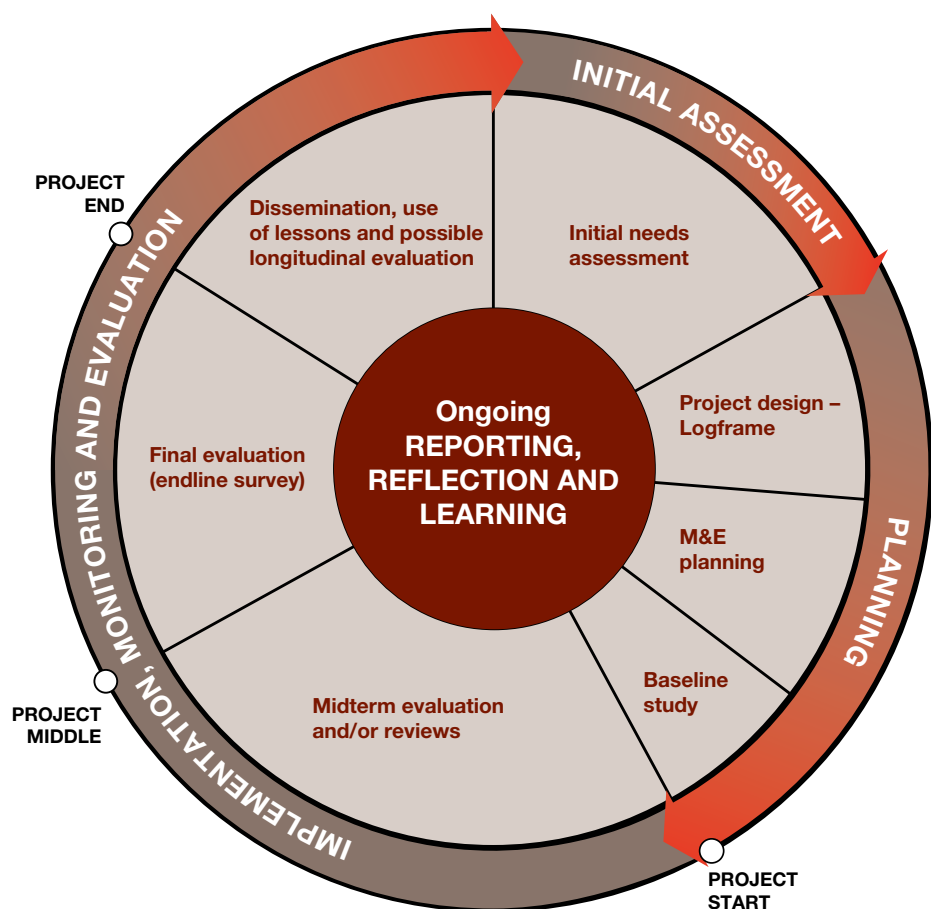 INITIAL ASSESSMENT
PLANNING
IMPLEMENTATION, MONITORING AND EVALUATION
PROJECT
END
PROJECT
MIDDLE
PROJECT
START
Dissemination, use
of lessons and possible
longitudinal evaluation
Initial needs
assessment
Project design –
Logframe
M&E
planning
Baseline
study
Midterm evaluation
and/or reviews
Final evaluation
(endline survey)
Ongoing
REPORTING,
REFLECTION AND
LEARNING